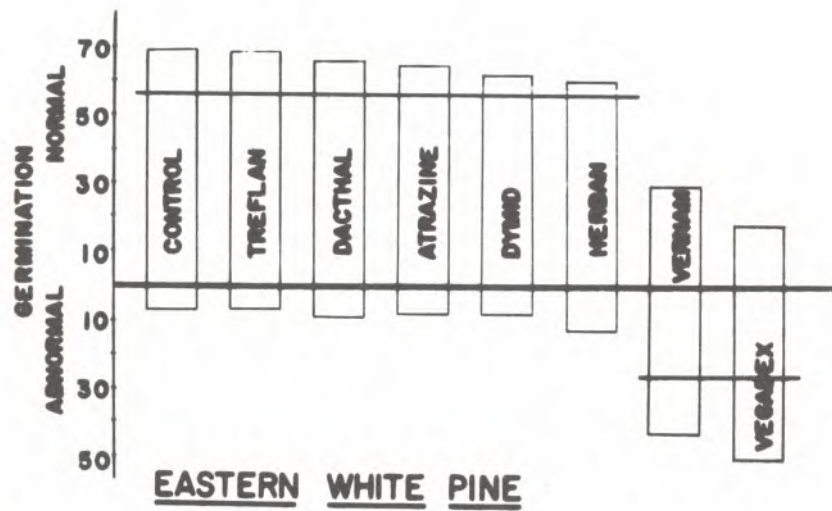 GERMINATION
NORMAL
ABNORMAL
70
50
30
10
10
30
50
CONTROL
TREFLAN
DACTHAL
ATRAZINE
DYMID
HERBAN
VERNAM
VEGADEX
EASTERN WHITE PINE